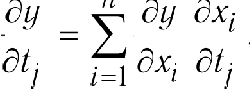 ∂y/∂t_j = ∑_{i=1}^{n} ∂y/∂x_i ∂x_i/∂t_j